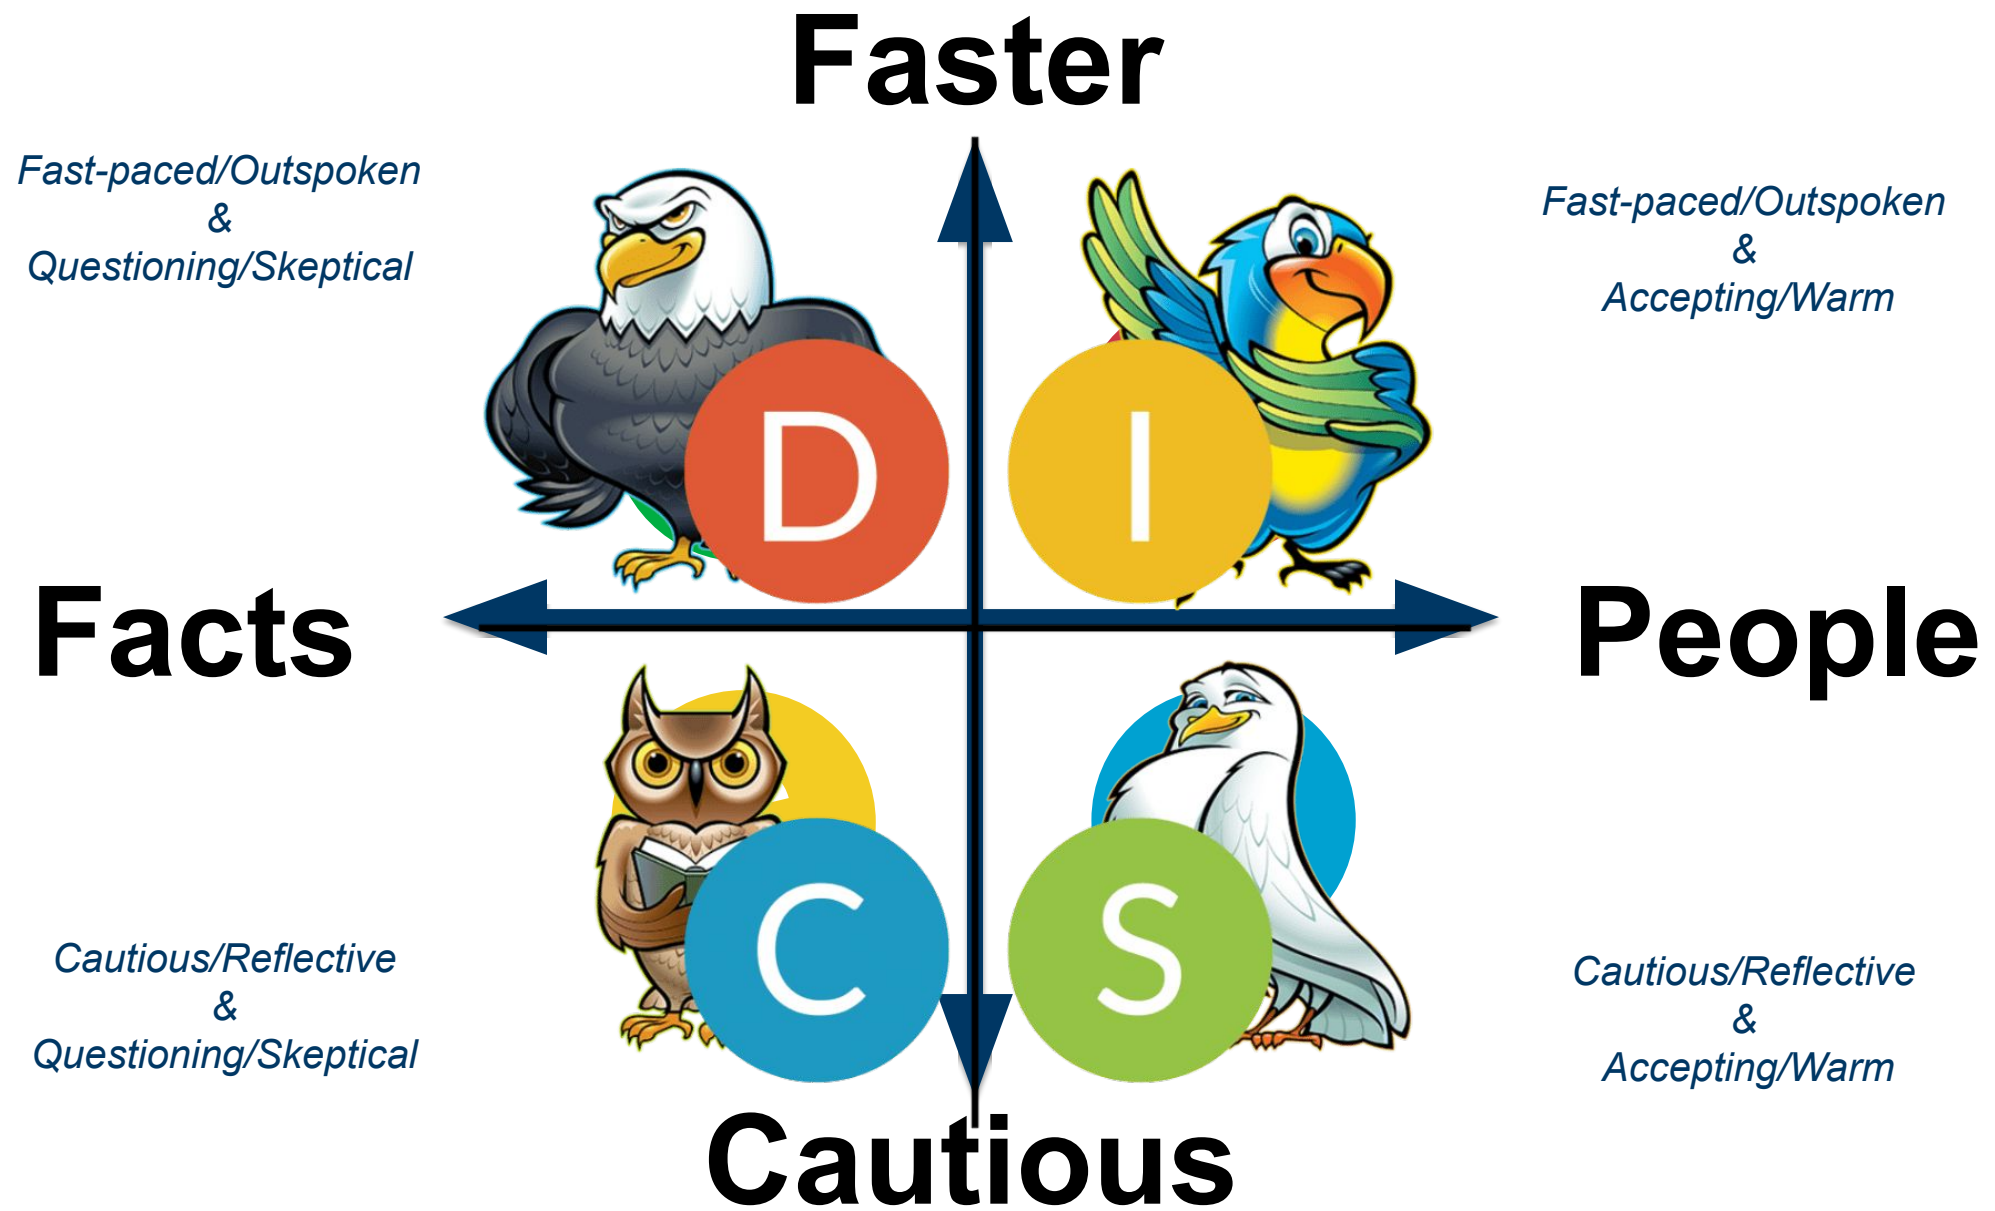 Faster
Fast-paced/Outspoken
&
Questioning/Skeptical
Fast-paced/Outspoken
&
Accepting/Warm
D
I
Facts
People
C
S
Cautious/Reflective
&
Questioning/Skeptical
Cautious/Reflective
&
Accepting/Warm
Cautious